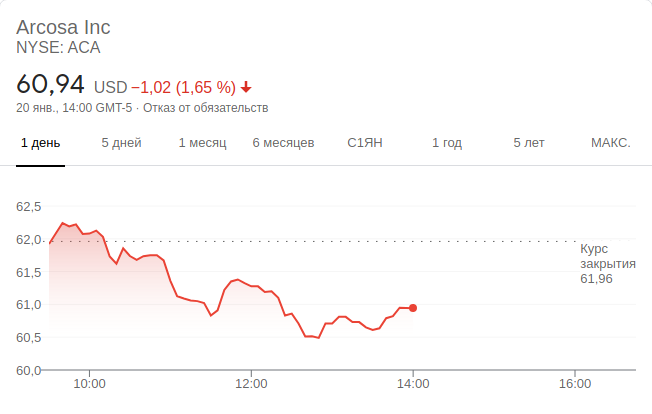 Arcosa Inc
NYSE: ACA
60,94 USD −1,02 (1,65 %)
20 янв., 14:00 GMT-5 · Отказ от обязательств
1 день 5 дней 1 месяц 6 месяцев С1ЯН 1 год 5 лет МАКС.
62,5
62,0
Курс
закрытия
61,96
61,5
61,0
60,5
60,0
10:00 12:00 14:00 16:00